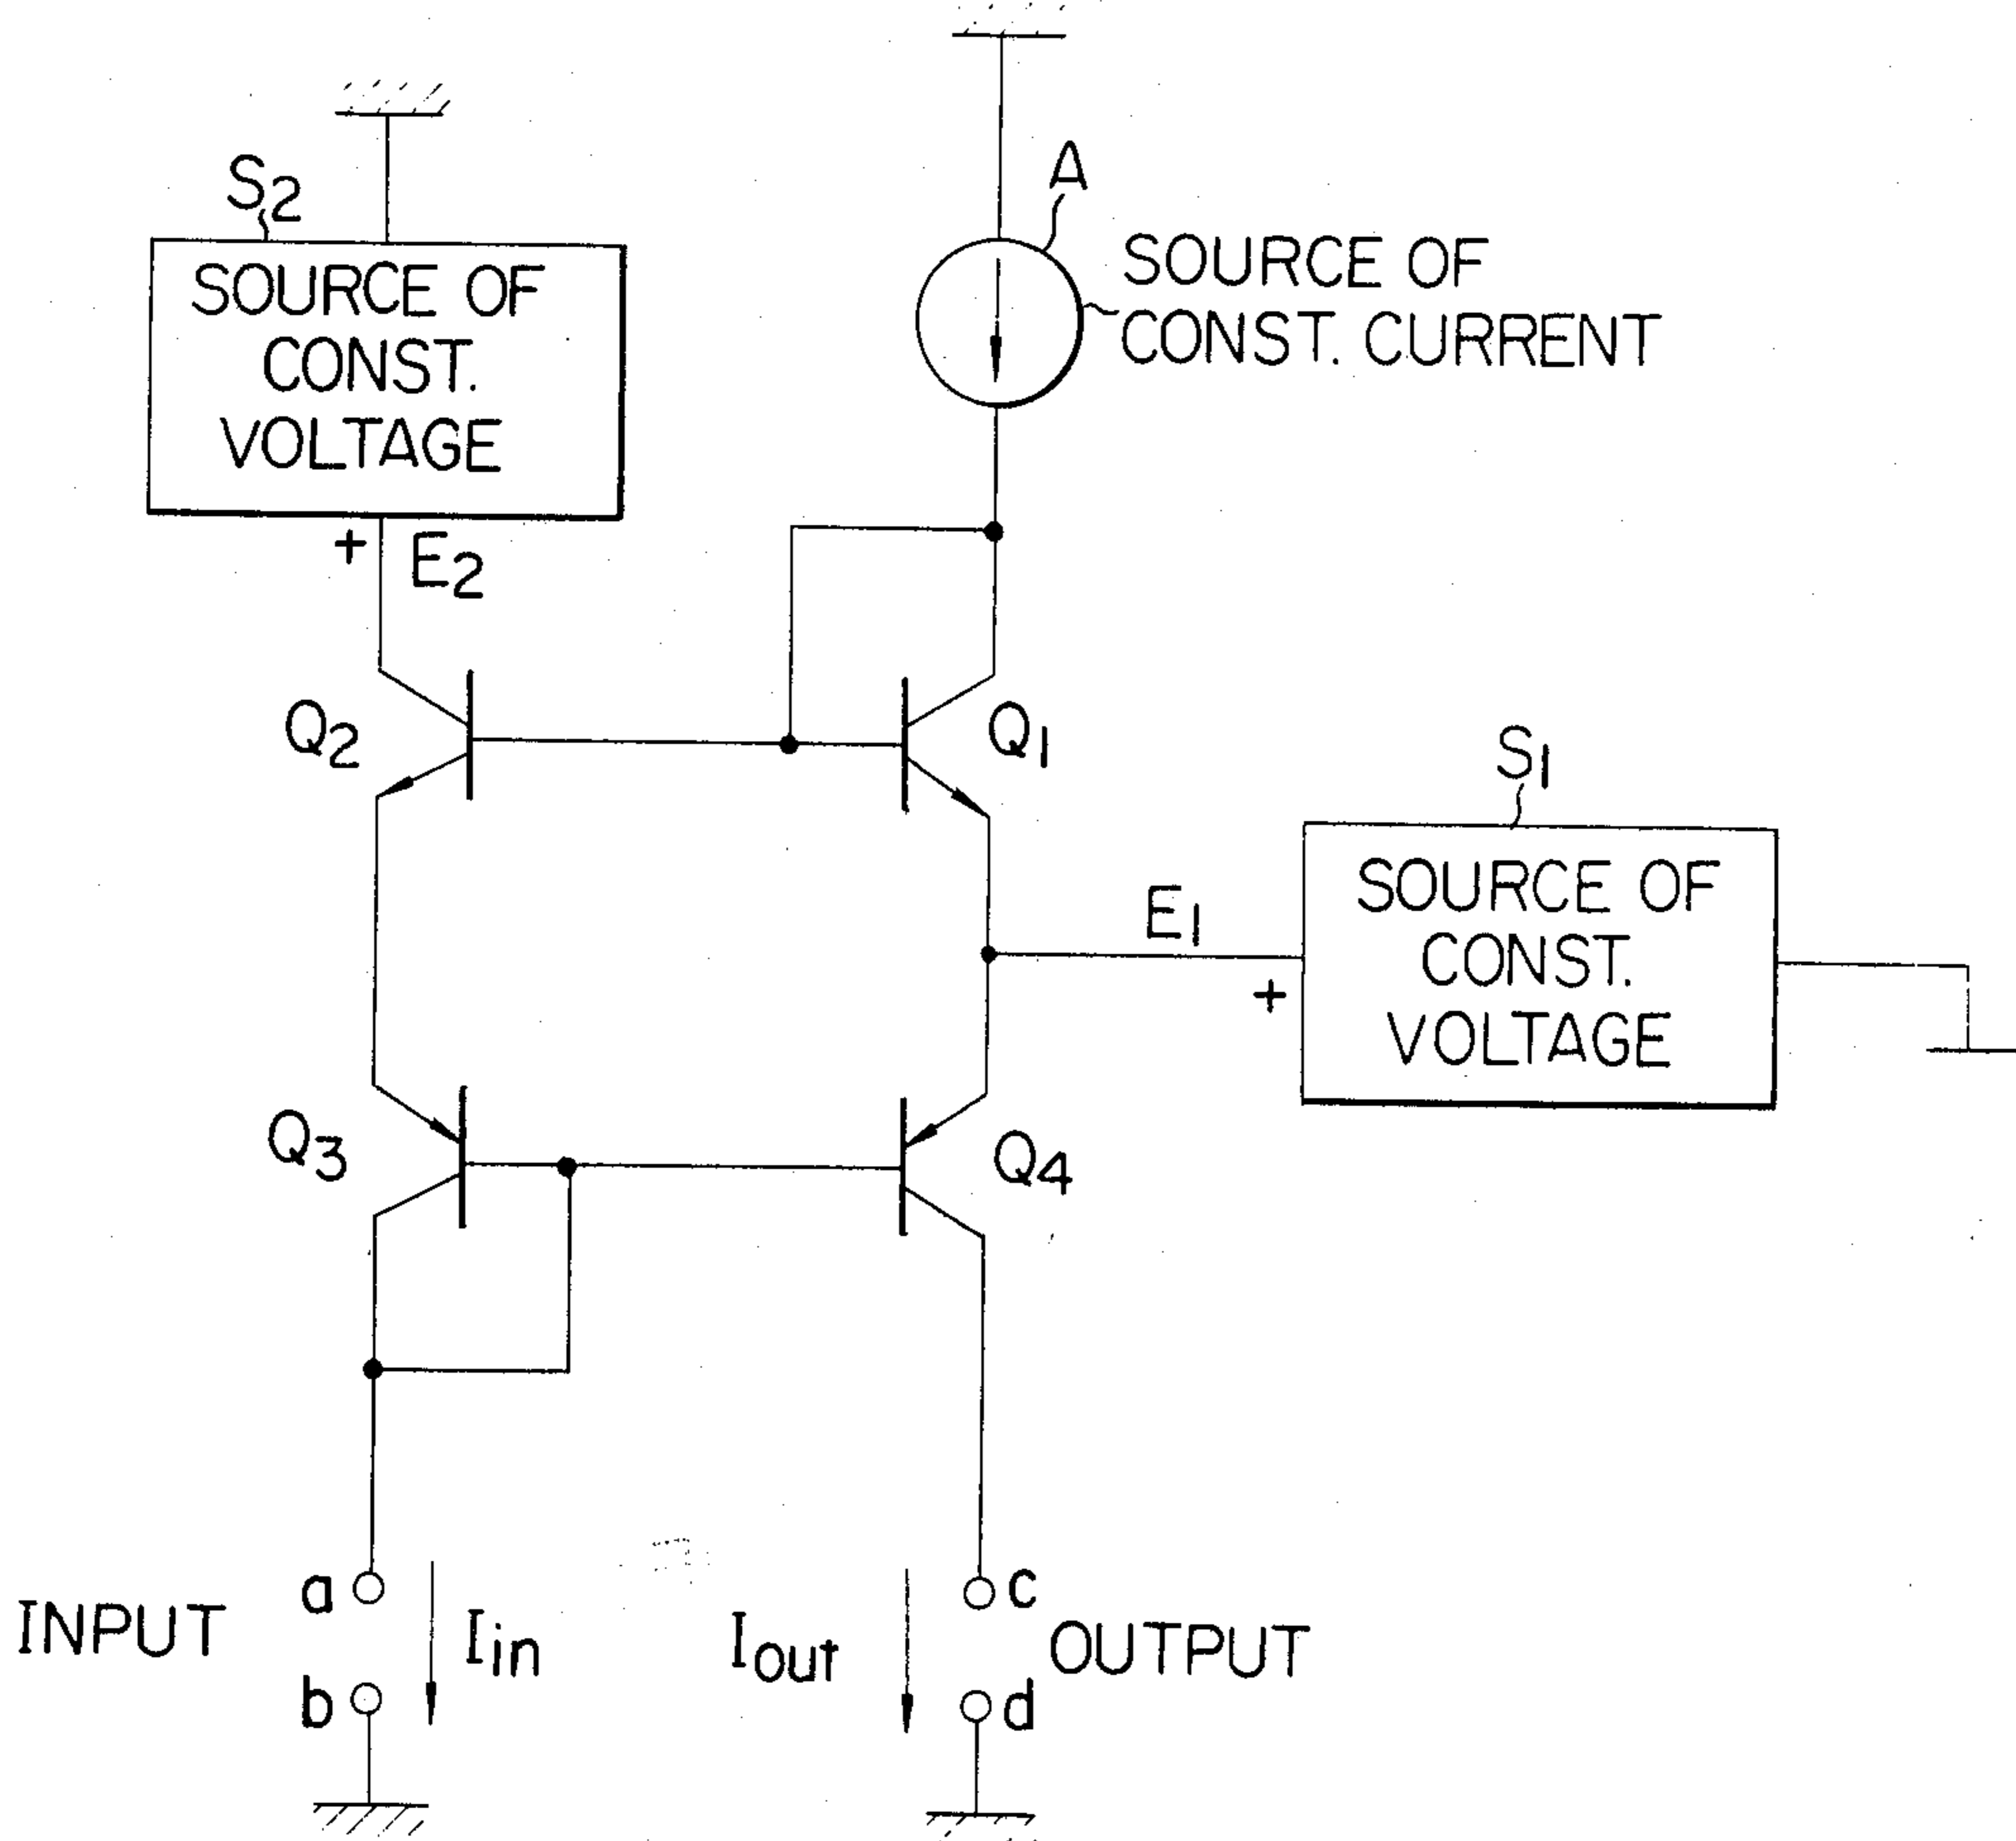 S2
SOURCE OF
CONST.
VOLTAGE
+ E2
A
SOURCE OF
CONST. CURRENT
Q2
Q1
S1
E1
+
SOURCE OF
CONST.
VOLTAGE
Q3
Q4
INPUT
a
b
Iin
Iout
c
OUTPUT
d